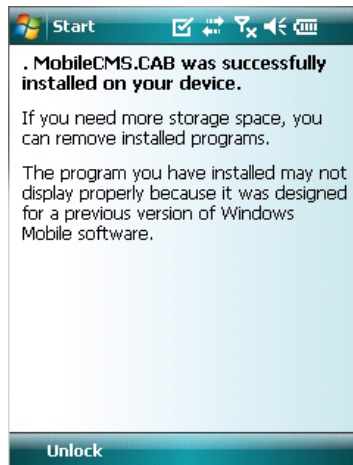 Start
. MobileCMS.CAB was successfully
installed on your device.
If you need more storage space, you
can remove installed programs.
The program you have installed may not
display properly because it was designed
for a previous version of Windows
Mobile software.
Unlock